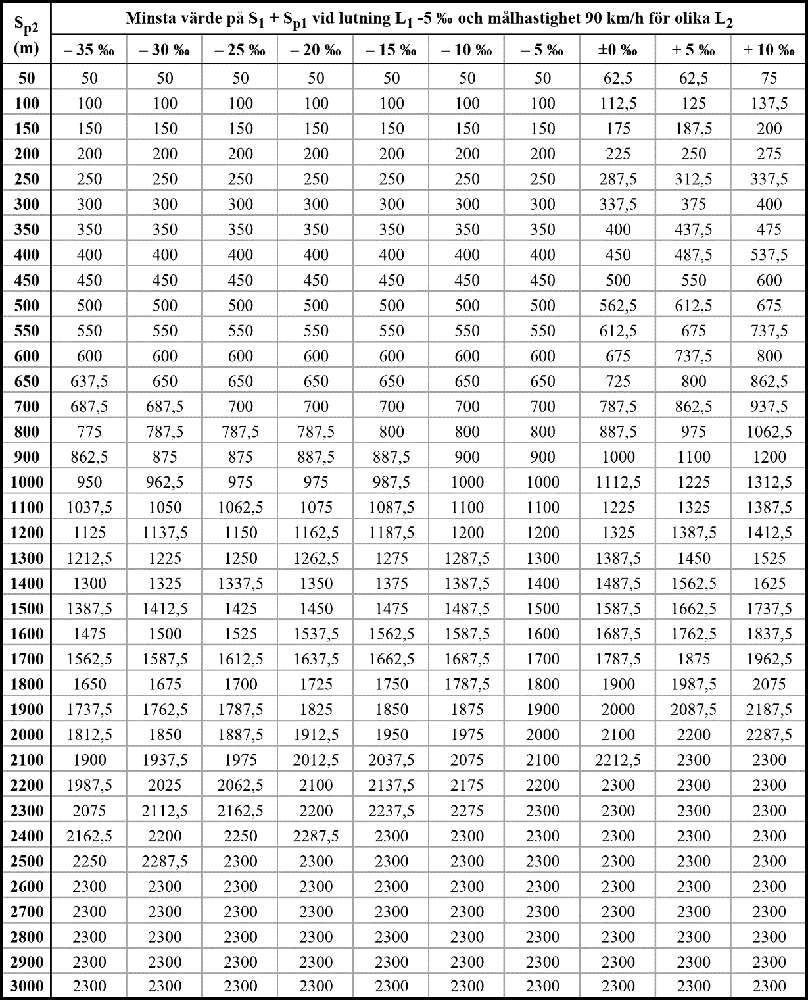 S_p2 (m) Minsta värde på S_1 + S_p1 vid lutning L_1 -5 ‰ och målhastighet 90 km/h för olika L_2
– 35 ‰ – 30 ‰ – 25 ‰ – 20 ‰ – 15 ‰ – 10 ‰ – 5 ‰ ±0 ‰ + 5 ‰ + 10 ‰
50 50 50 50 50 50 50 50 62,5 62,5 75
100 100 100 100 100 100 100 100 112,5 125 137,5
150 150 150 150 150 150 150 150 175 187,5 200
200 200 200 200 200 200 200 200 225 250 275
250 250 250 250 250 250 250 250 287,5 312,5 337,5
300 300 300 300 300 300 300 300 337,5 375 400
350 350 350 350 350 350 350 350 400 437,5 475
400 400 400 400 400 400 400 400 450 487,5 537,5
450 450 450 450 450 450 450 450 500 550 600
500 500 500 500 500 500 500 500 562,5 612,5 675
550 550 550 550 550 550 550 550 612,5 675 737,5
600 600 600 600 600 600 600 600 675 737,5 800
650 637,5 650 650 650 650 650 650 725 800 862,5
700 687,5 687,5 700 700 700 700 700 787,5 862,5 937,5
800 775 787,5 787,5 787,5 800 800 800 887,5 975 1062,5
900 862,5 875 875 887,5 887,5 900 900 1000 1100 1200
1000 950 962,5 975 975 987,5 1000 1000 1112,5 1225 1312,5
1100 1037,5 1050 1062,5 1075 1087,5 1100 1100 1225 1325 1387,5
1200 1125 1137,5 1150 1162,5 1187,5 1200 1200 1325 1387,5 1412,5
1300 1212,5 1225 1250 1262,5 1275 1287,5 1300 1387,5 1450 1525
1400 1300 1325 1337,5 1350 1375 1387,5 1400 1487,5 1562,5 1625
1500 1387,5 1412,5 1425 1450 1475 1487,5 1500 1587,5 1662,5 1737,5
1600 1475 1500 1525 1537,5 1562,5 1587,5 1600 1687,5 1762,5 1837,5
1700 1562,5 1587,5 1612,5 1637,5 1662,5 1687,5 1700 1787,5 1875 1962,5
1800 1650 1675 1700 1725 1750 1787,5 1800 1900 1987,5 2075
1900 1737,5 1762,5 1787,5 1825 1850 1875 1900 2000 2087,5 2187,5
2000 1812,5 1850 1887,5 1912,5 1950 1975 2000 2100 2200 2287,5
2100 1900 1937,5 1975 2012,5 2037,5 2075 2100 2212,5 2300 2300
2200 1987,5 2025 2062,5 2100 2137,5 2175 2200 2300 2300 2300
2300 2075 2112,5 2162,5 2200 2237,5 2275 2300 2300 2300 2300
2400 2162,5 2200 2250 2287,5 2300 2300 2300 2300 2300 2300
2500 2250 2287,5 2300 2300 2300 2300 2300 2300 2300 2300
2600 2300 2300 2300 2300 2300 2300 2300 2300 2300 2300
2700 2300 2300 2300 2300 2300 2300 2300 2300 2300 2300
2800 2300 2300 2300 2300 2300 2300 2300 2300 2300 2300
2900 2300 2300 2300 2300 2300 2300 2300 2300 2300 2300
3000 2300 2300 2300 2300 2300 2300 2300 2300 2300 2300